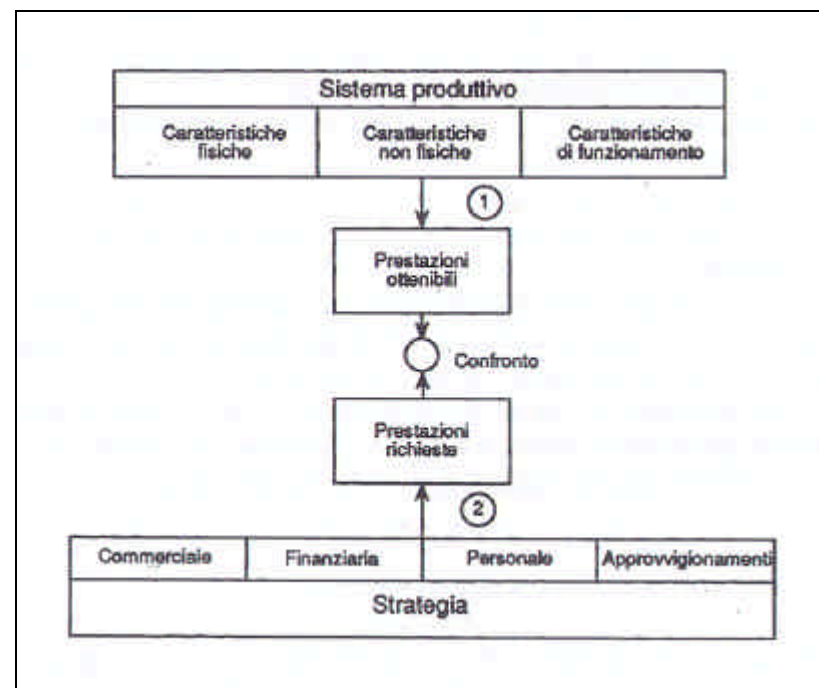 Sistema produttivo
Caratteristiche
fisiche
Caratteristiche
non fisiche
Caratteristiche
di funzionamento
1
Prestazioni
ottenibili
Confronto
Prestazioni
richieste
2
Commerciale
Finanziaria
Personale
Approvvigionamenti
Strategia